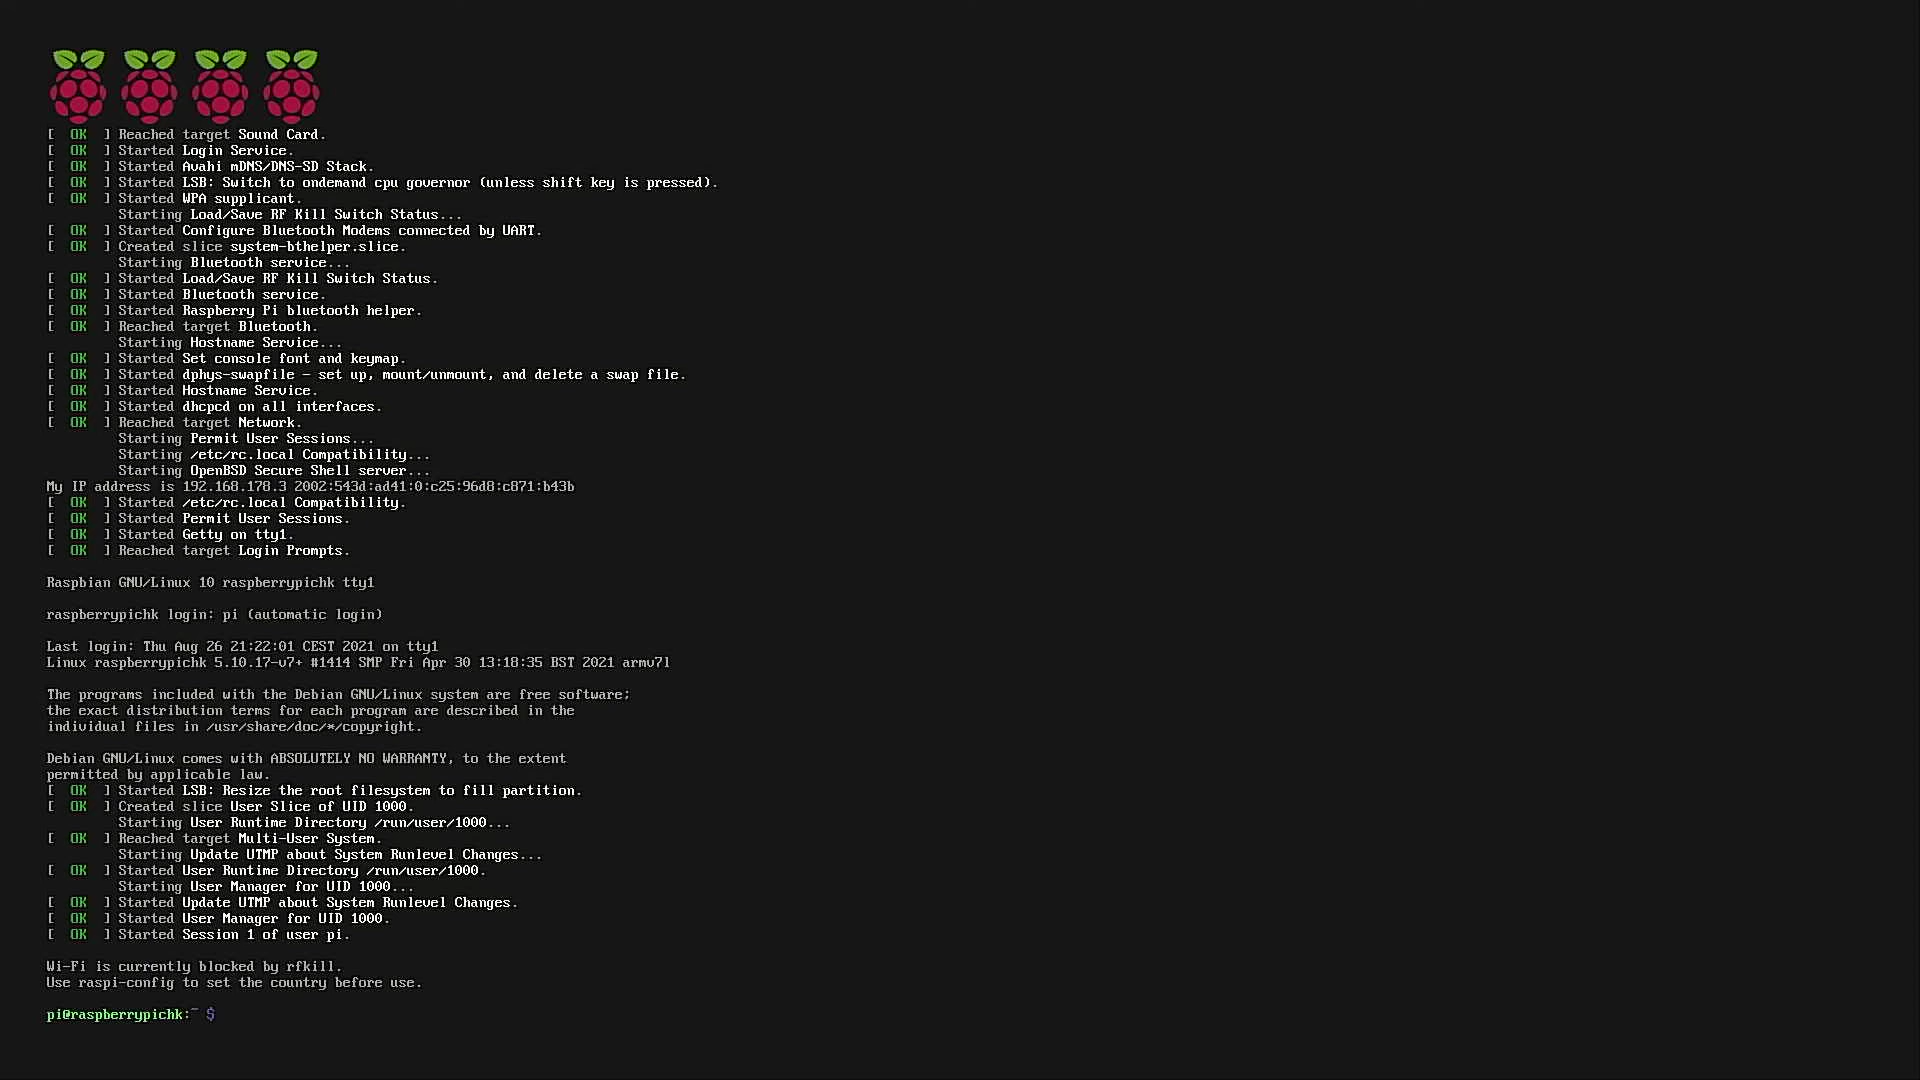 [  OK  ] Reached target Sound Card.
[  OK  ] Started Login Service.
[  OK  ] Started Avahi mDNS/DNS-SD Stack.
[  OK  ] Started LSB: Switch to ondemand cpu governor (unless shift key is pressed).
[  OK  ] Started WPA supplicant.
         Starting Load/Save RF Kill Switch Status...
[  OK  ] Started Configure Bluetooth Modems connected by UART.
[  OK  ] Created slice system-bthelper.slice.
         Starting Bluetooth service...
[  OK  ] Started Load/Save RF Kill Switch Status.
[  OK  ] Started Bluetooth service.
[  OK  ] Started Raspberry Pi bluetooth helper.
[  OK  ] Reached target Bluetooth.
         Starting Hostname Service...
[  OK  ] Started Set console font and keymap.
[  OK  ] Started dphys-swapfile - set up, mount/unmount, and delete a swap file.
[  OK  ] Started Hostname Service.
[  OK  ] Started dhcpcd on all interfaces.
[  OK  ] Reached target Network.
         Starting Permit User Sessions...
         Starting /etc/rc.local Compatibility...
         Starting OpenBSD Secure Shell server...
My IP address is 192.168.178.3 2002:543d:ad41:0:c25:96d8:c871:b43b
[  OK  ] Started /etc/rc.local Compatibility.
[  OK  ] Started Permit User Sessions.
[  OK  ] Started Getty on tty1.
[  OK  ] Reached target Login Prompts.

Raspbian GNU/Linux 10 raspberrypichk tty1

raspberrypichk login: pi (automatic login)

Last login: Thu Aug 26 21:22:01 CEST 2021 on tty1
Linux raspberrypichk 5.10.17-v7+ #1414 SMP Fri Apr 30 13:18:35 BST 2021 armv7l

The programs included with the Debian GNU/Linux system are free software;
the exact distribution terms for each program are described in the
individual files in /usr/share/doc/*/copyright.

Debian GNU/Linux comes with ABSOLUTELY NO WARRANTY, to the extent
permitted by applicable law.
[  OK  ] Started LSB: Resize the root filesystem to fill partition.
[  OK  ] Created slice User Slice of UID 1000.
         Starting User Runtime Directory /run/user/1000...
[  OK  ] Reached target Multi-User System.
         Starting Update UTMP about System Runlevel Changes...
[  OK  ] Started User Runtime Directory /run/user/1000.
         Starting User Manager for UID 1000...
[  OK  ] Started Update UTMP about System Runlevel Changes.
[  OK  ] Started User Manager for UID 1000.
[  OK  ] Started Session 1 of user pi.

Wi-Fi is currently blocked by rfkill.
Use raspi-config to set the country before use.

pi@raspberrypichk:~ $